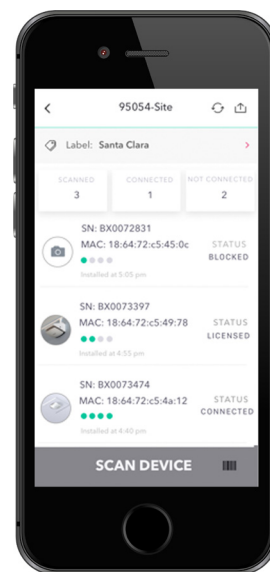 95054-Site
Label: Santa Clara
SCANNED
CONNECTED
NOT CONNECTED
3
1
2
SN: BX0072831
MAC: 18:64:72:c5:45:0c
STATUS
BLOCKED
Installed at 5:05 pm
SN: BX0073397
MAC: 18:64:72:c5:49:78
STATUS
LICENSED
Installed at 4:55 pm
SN: BX0073474
MAC: 18:64:72:c5:4a:12
STATUS
CONNECTED
Installed at 4:40 pm
SCAN DEVICE